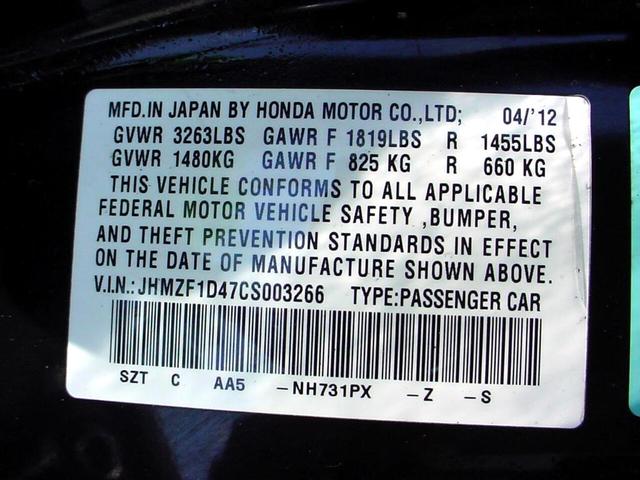 MFD.IN JAPAN BY HONDA MOTOR CO.,LTD; 04/'12
GVWR 3263LBS GAWR F 1819LBS R 1455LBS
GVWR 1480KG GAWR F 825 KG R 660 KG
THIS VEHICLE CONFORMS TO ALL APPLICABLE
FEDERAL MOTOR VEHICLE SAFETY ,BUMPER,
AND THEFT PREVENTION STANDARDS IN EFFECT
ON THE DATE OF MANUFACTURE SHOWN ABOVE.
V.I.N.: JHMZF1D47CS003266 TYPE:PASSENGER CAR
SZT C AA5 -NH731PX -Z -S